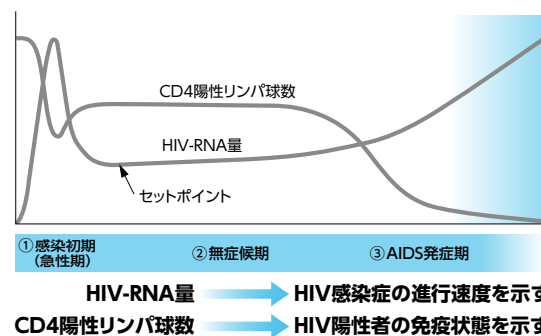 CD4陽性リンパ球数
HIV-RNA量
セットポイント
①感染初期
(急性期)
②無症候期
③AIDS発症期
HIV-RNA量
HIV感染症の進行速度を示す
CD4陽性リンパ球数
HIV陽性者の免疫状態を示す